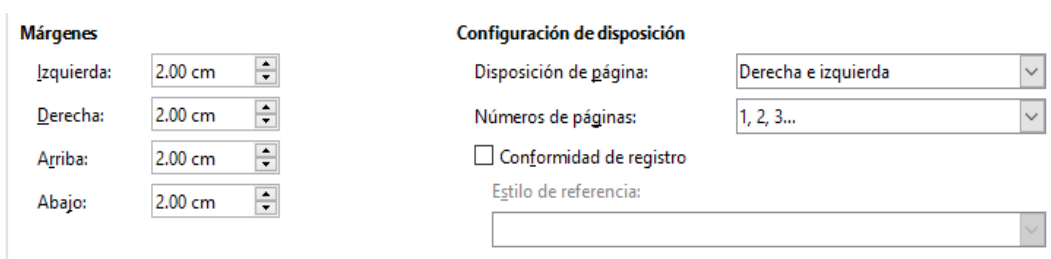 Márgenes
Izquierda: 2.00 cm
Derecha: 2.00 cm
Arriba: 2.00 cm
Abajo: 2.00 cm
Configuración de disposición
Disposición de página: Derecha e izquierda
Números de páginas: 1, 2, 3...
Conformidad de registro
Estilo de referencia: